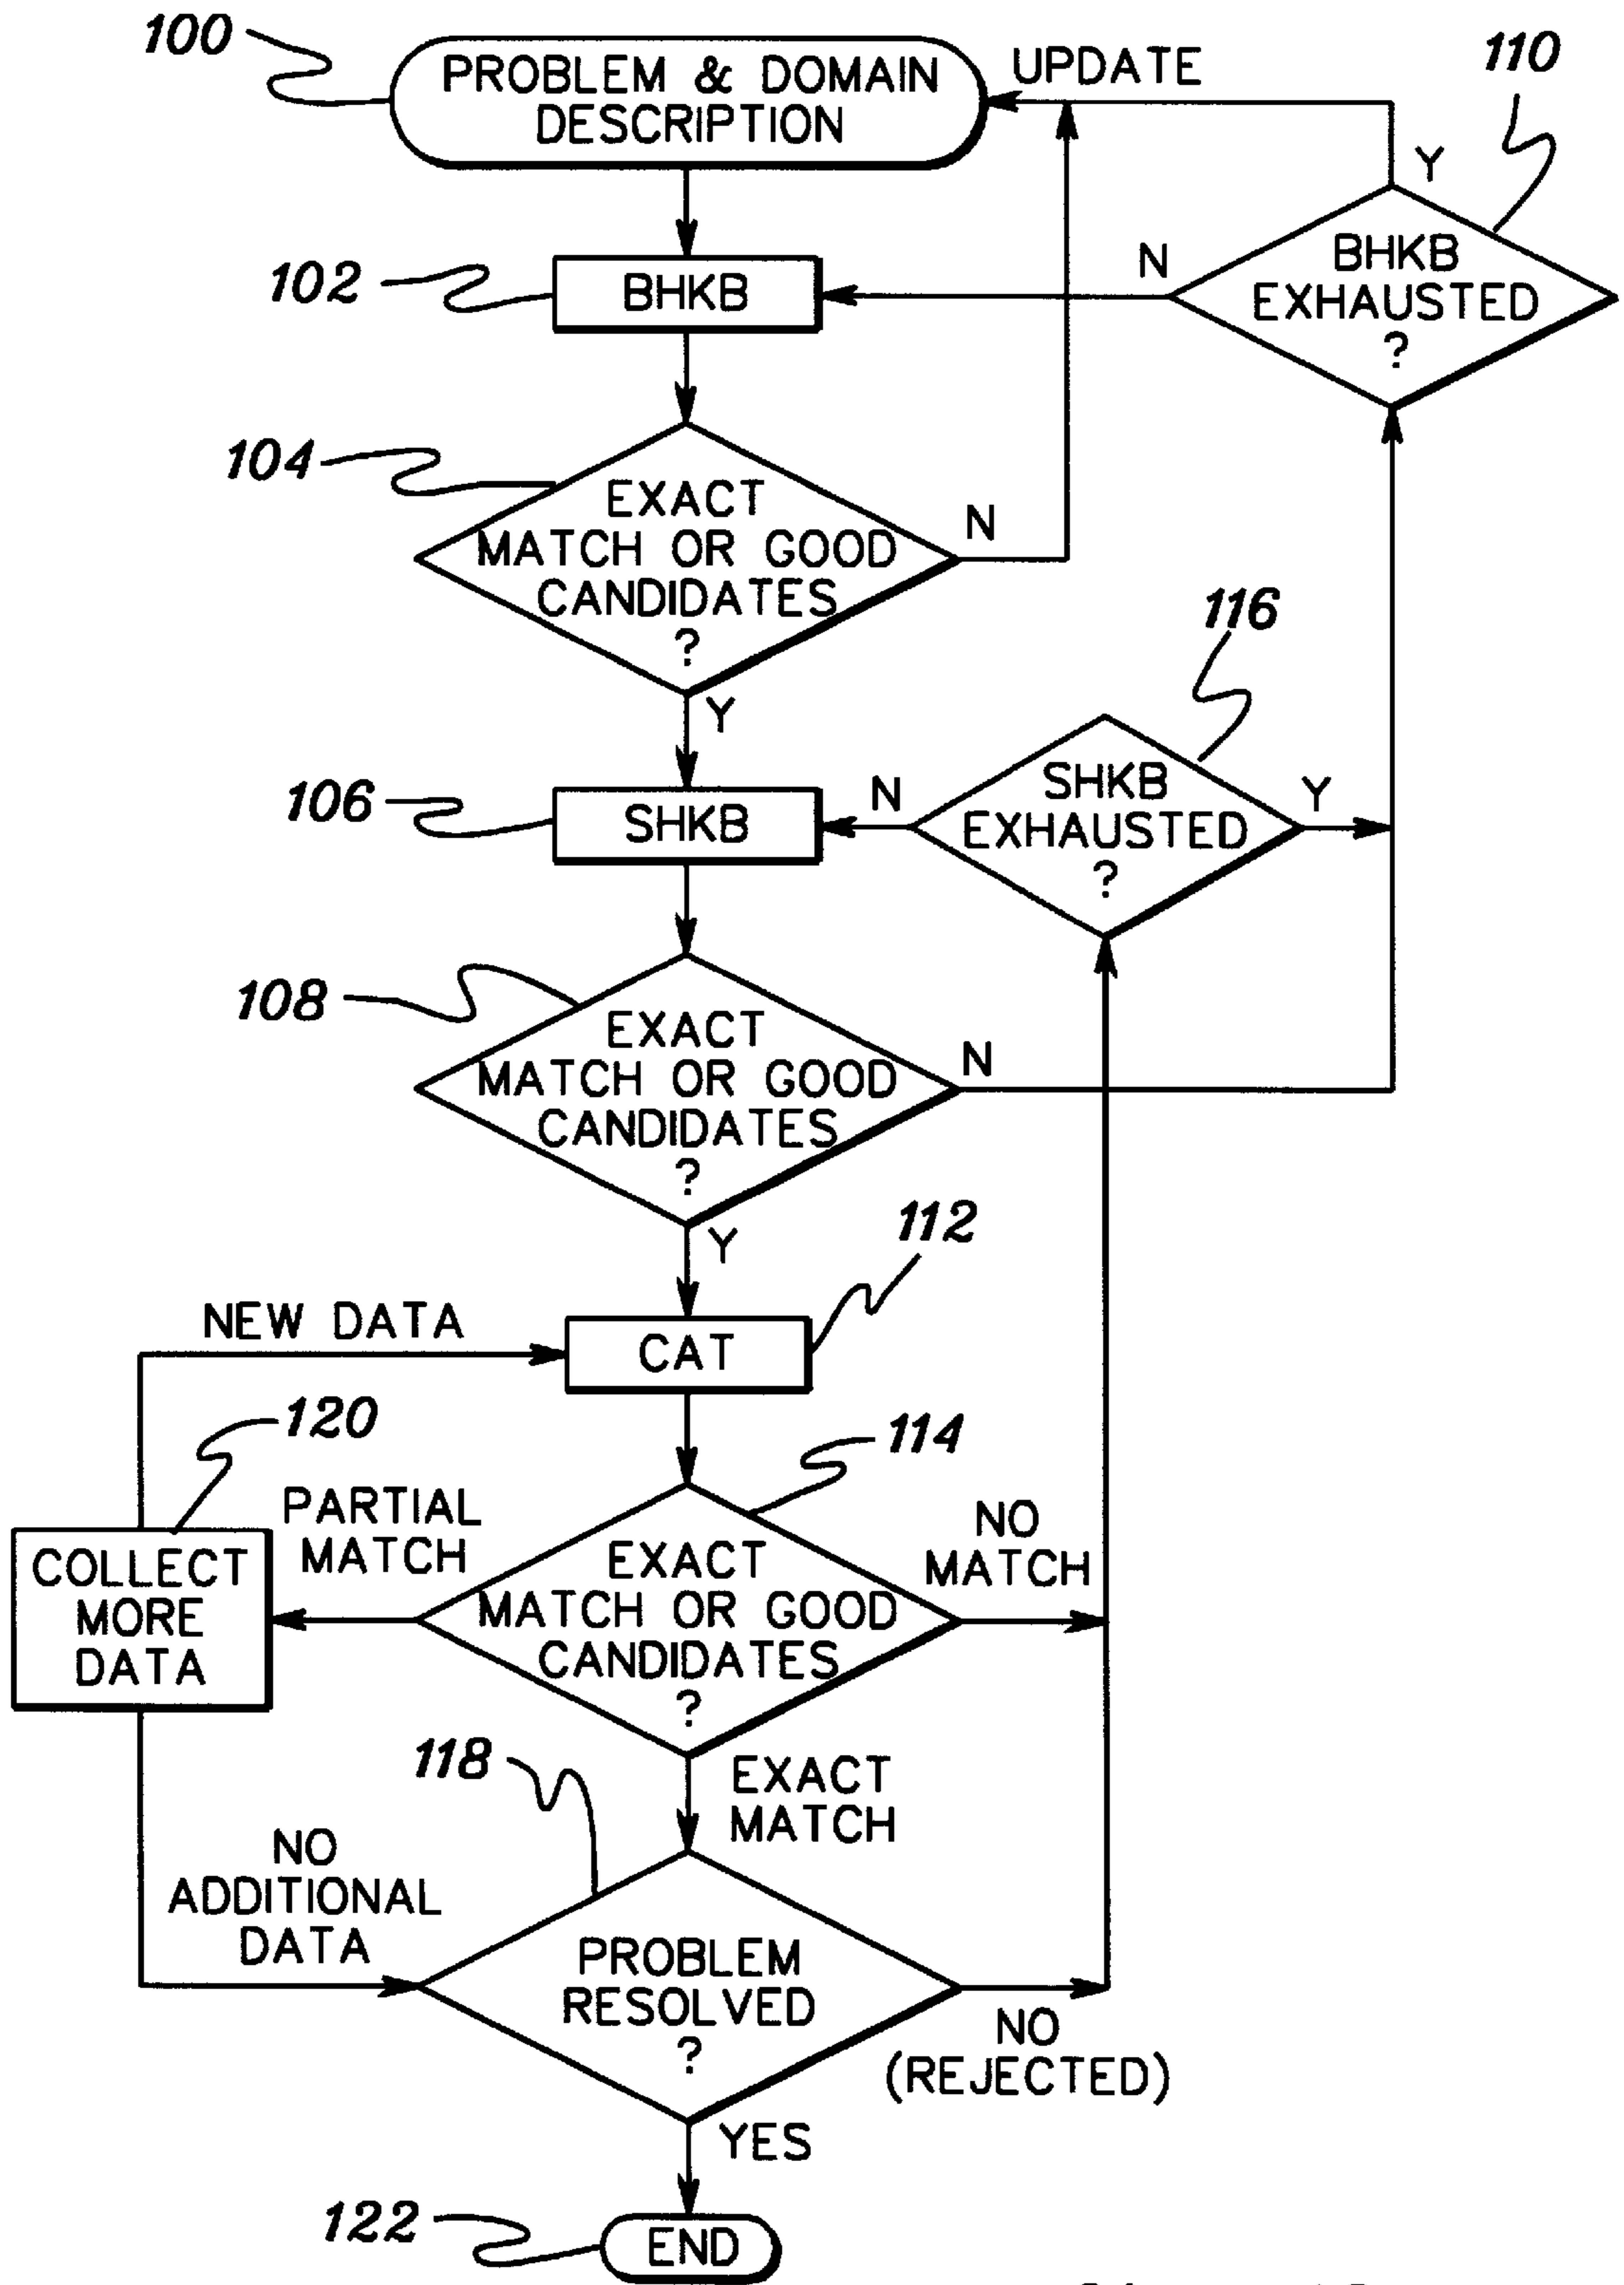 100
PROBLEM & DOMAIN
DESCRIPTION
UPDATE
110
Y
102
BHKB
N
BHKB
EXHAUSTED
?
104
EXACT
MATCH OR GOOD
CANDIDATES
?
N
Y
116
106
SHKB
N
SHKB
EXHAUSTED
?
Y
108
EXACT
MATCH OR GOOD
CANDIDATES
?
N
Y
112
NEW DATA
CAT
120
114
PARTIAL
MATCH
NO
MATCH
COLLECT
MORE
DATA
EXACT
MATCH OR GOOD
CANDIDATES
?
118
EXACT
MATCH
NO
ADDITIONAL
DATA
PROBLEM
RESOLVED
?
NO
(REJECTED)
YES
122
END